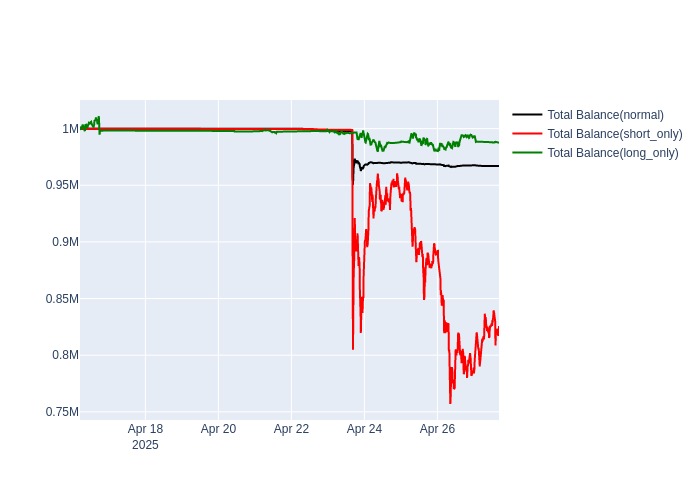 Total Balance(normal)
Total Balance(short_only)
Total Balance(long_only)
1M
0.95M
0.9M
0.85M
0.8M
0.75M
Apr 18
2025
Apr 20
Apr 22
Apr 24
Apr 26